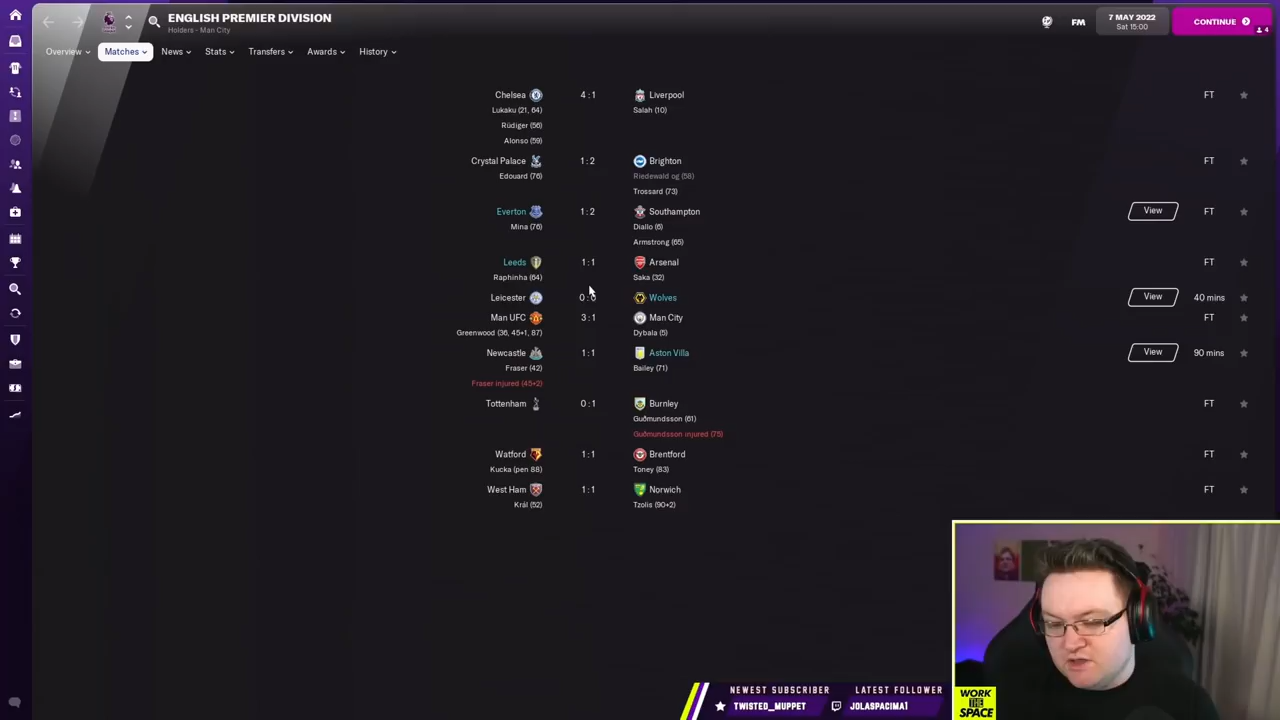 ENGLISH PREMIER DIVISION
Holders - Man City
FM
7 MAY 2022
Sat 15:00
CONTINUE
4
Overview
Matches
News
Stats
Transfers
Awards
History
Chelsea 4 : 1 Liverpool FT
Lukaku (21, 64) Salah (10)
Rüdiger (56)
Alonso (59)
Crystal Palace 1 : 2 Brighton FT
Edouard (76) Riedewald og (58)
Trossard (73)
Everton 1 : 2 Southampton View FT
Mina (76) Diallo (6)
Armstrong (65)
Leeds 1 : 1 Arsenal FT
Raphinha (64) Saka (32)
Leicester 0 : 0 Wolves View 40 mins
Man UFC 3 : 1 Man City FT
Greenwood (36, 45+1, 87) Dybala (5)
Newcastle 1 : 1 Aston Villa View 90 mins
Fraser (42) Bailey (71)
Fraser injured (45+2)
Tottenham 0 : 1 Burnley FT
Guðmundsson (61)
Guðmundsson injured (75)
Watford 1 : 1 Brentford FT
Kucka (pen 88) Toney (83)
West Ham 1 : 1 Norwich FT
Král (52) Tzolis (90+2)
NEWEST SUBSCRIBER
TWISTED_MUPPET
LATEST FOLLOWER
JOLASPACIMA1
WORK
THE
SPACE